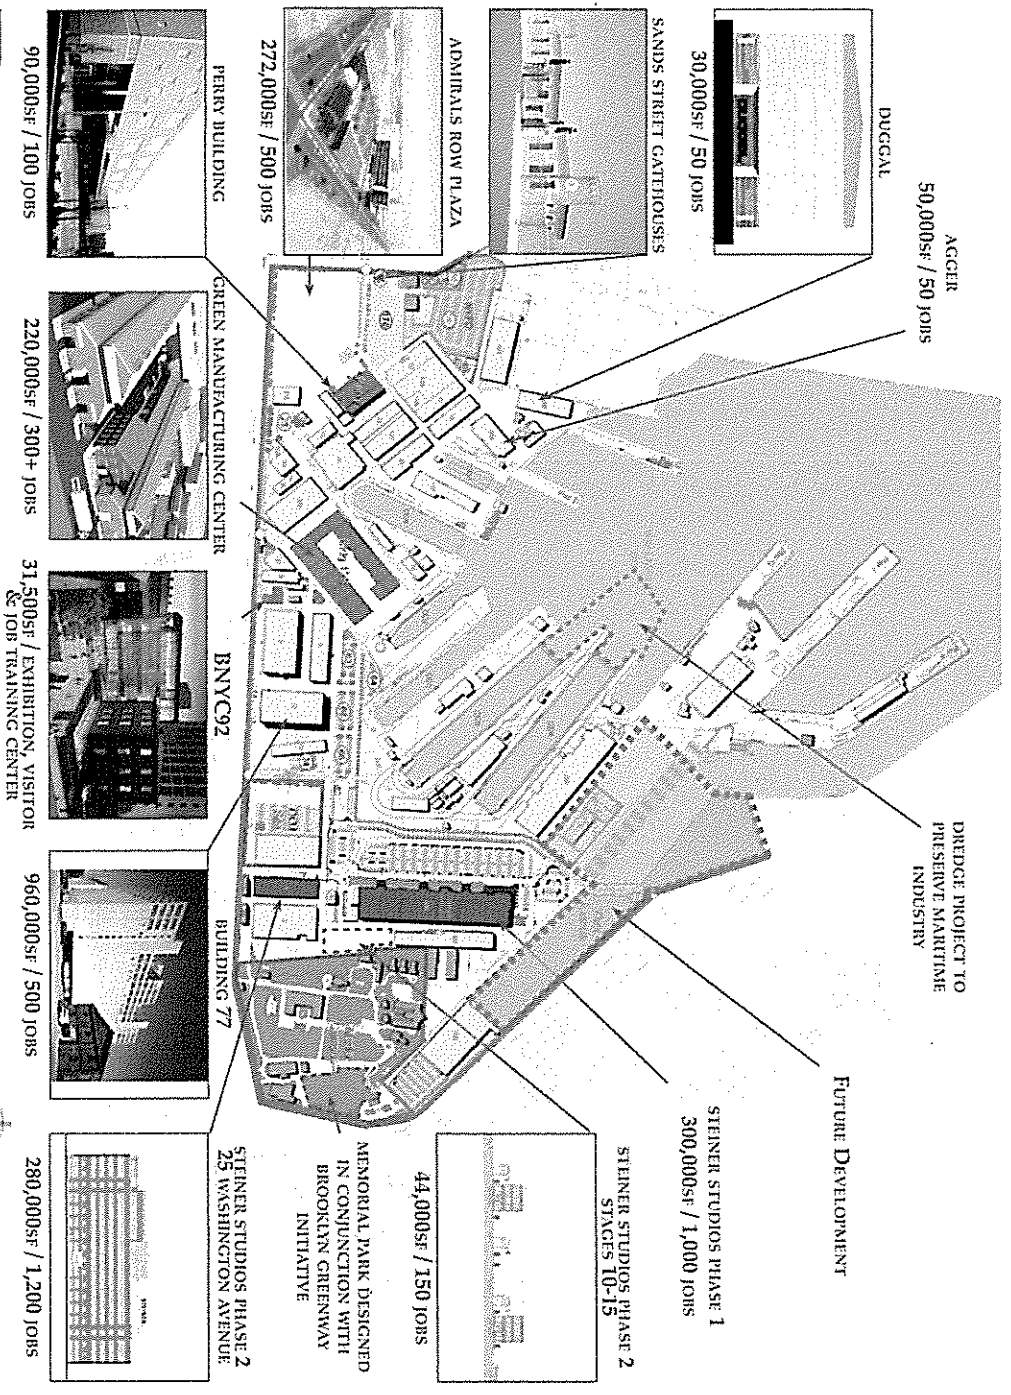 DUGGAL
30,000SF / 50 JOBS
AGGER
50,000SF / 50 JOBS
SANDS STREET GATEHOUSES
ADMIRALS ROW PLAZA
272,000SF / 500 JOBS
PERRY BUILDING
90,000SF / 100 JOBS
GREEN MANUFACTURING CENTER
220,000SF / 300+ JOBS
BNYC92
31,500SF / EXHIBITION, VISITOR
& JOB TRAINING CENTER
BUILDING 77
960,000SF / 500 JOBS
STEINER STUDIOS PHASE 2
25 WASHINGTON AVENUE
280,000SF / 1,200 JOBS
MEMORIAL PARK DESIGNED
IN CONJUNCTION WITH
BROOKLYN GREENWAY
INITIATIVE
STEINER STUDIOS PHASE 2
STAGES 10-15
44,000SF / 150 JOBS
STEINER STUDIOS PHASE 1
300,000SF / 1,000 JOBS
FUTURE DEVELOPMENT
DREDGE PROJECT TO
PRESERVE MARITIME
INDUSTRY